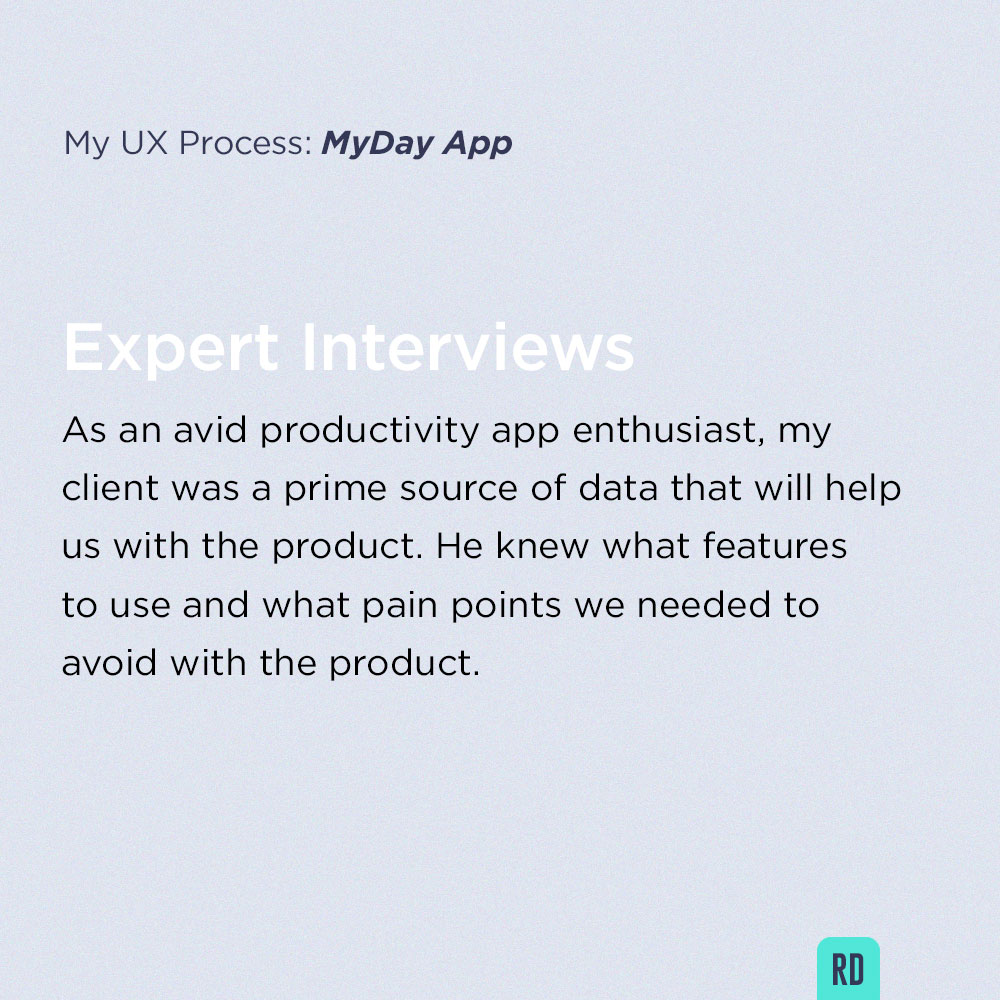 My UX Process: MyDay App
Expert Interviews
As an avid productivity app enthusiast, my
client was a prime source of data that will help
us with the product. He knew what features
to use and what pain points we needed to
avoid with the product.
RD